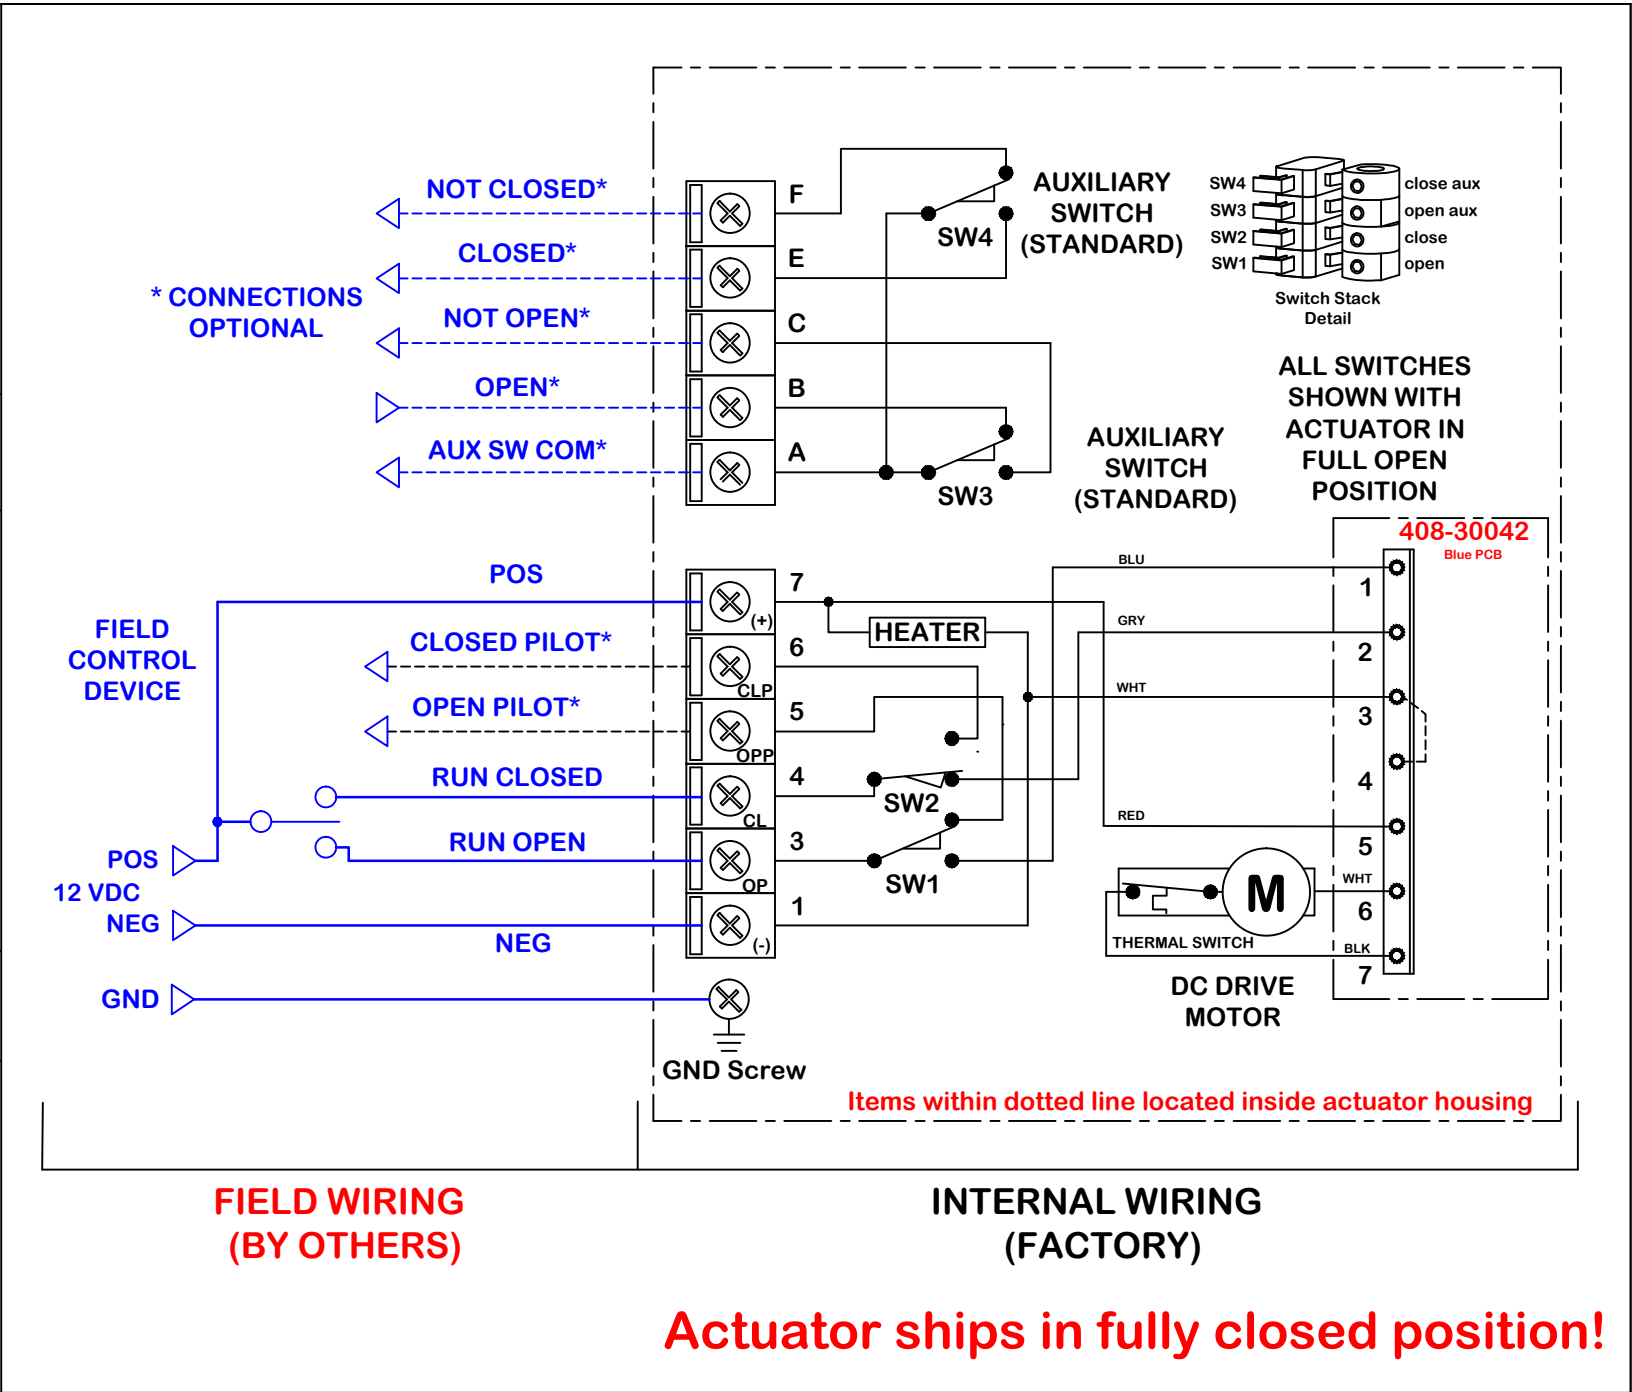 NOT CLOSED*
CLOSED*
* CONNECTIONS
OPTIONAL
NOT OPEN*
OPEN*
AUX SW COM*
F
E
C
B
A
SW4
AUXILIARY
SWITCH
(STANDARD)
SW3
AUXILIARY
SWITCH
(STANDARD)
SW4
SW3
SW2
SW1
close aux
open aux
close
open
Switch Stack
Detail
ALL SWITCHES
SHOWN WITH
ACTUATOR IN
FULL OPEN
POSITION
408-30042
Blue PCB
POS
FIELD
CONTROL
DEVICE
CLOSED PILOT*
OPEN PILOT*
RUN CLOSED
RUN OPEN
POS
12 VDC
NEG
NEG
GND
7
(+)
6
CLP
5
OPP
4
CL
3
OP
1
(-)
GND Screw
HEATER
SW2
SW1
BLU
GRY
WHT
RED
WHT
BLK
1
2
3
4
5
6
7
M
THERMAL SWITCH
DC DRIVE
MOTOR
Items within dotted line located inside actuator housing
FIELD WIRING
(BY OTHERS)
INTERNAL WIRING
(FACTORY)
Actuator ships in fully closed position!